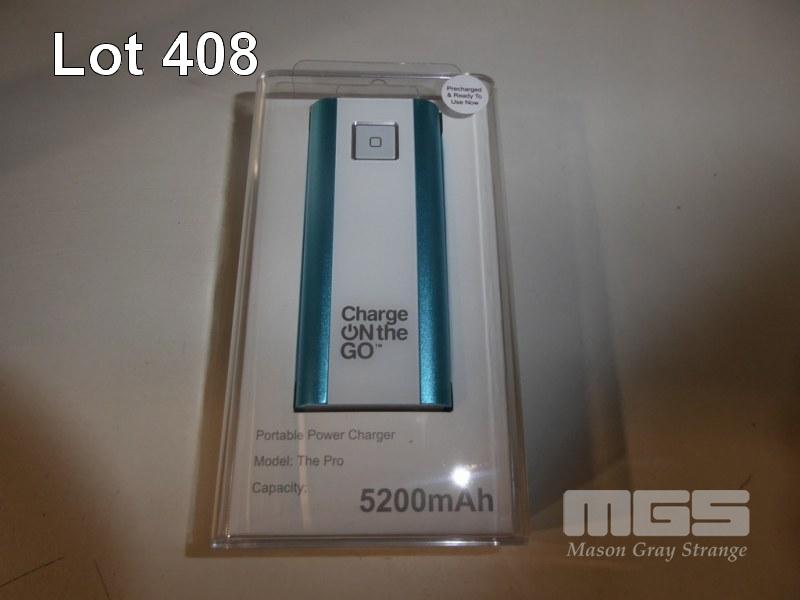 Lot 408
Precharged
& Ready To
Use Now
Charge
ON the
GO™
Portable Power Charger
Model: The Pro
Capacity:
5200mAh
MGS
Mason Gray Strange